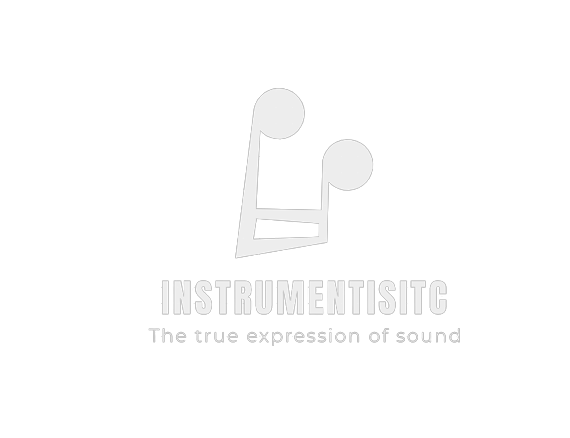 INSTRUMENTISITC
The true expression of sound